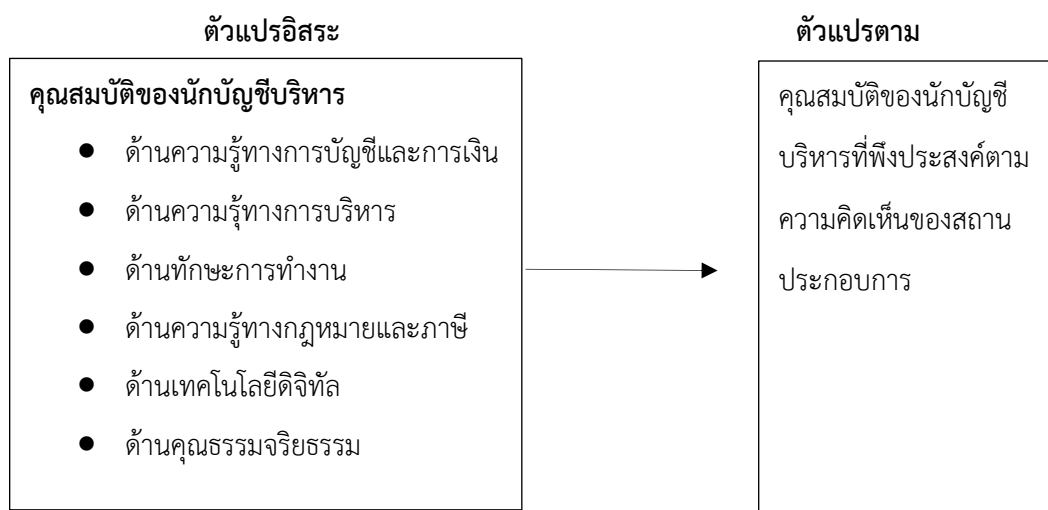 ตัวแปรอิสระ
คุณสมบัติของนักบัญชีบริหาร
● ด้านความรู้ทางการบัญชีและการเงิน
● ด้านความรู้ทางการบริหาร
● ด้านทักษะการทำงาน
● ด้านความรู้ทางกฎหมายและภาษี
● ด้านเทคโนโลยีดิจิทัล
● ด้านคุณธรรมจริยธรรม
ตัวแปรตาม
คุณสมบัติของนักบัญชี
บริหารที่พึงประสงค์ตาม
ความคิดเห็นของสถาน
ประกอบการ